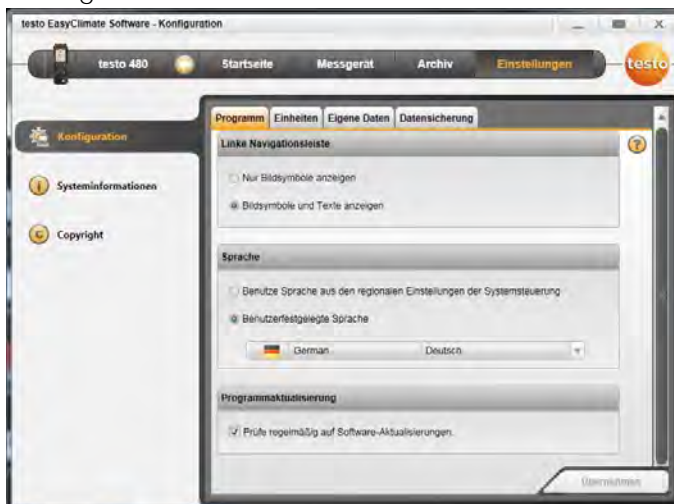 testo EasyClimate Software - Konfiguration
testo 480 Startseite Messgerät Archiv Einstellungen testo
Programm Einheiten Eigene Daten Datensicherung
Konfiguration
Linke Navigationsleiste
Nur Bildsymbole anzeigen
Systeminformationen
Bildsymbole und Texte anzeigen
Copyright
Sprache
Benutze Sprache aus den regionalen Einstellungen der Systemsteuerung
Benutzerfestgelegte Sprache
German Deutsch
Programmaktualisierung
Prüfe regelmäßig auf Software-Aktualisierungen.
Übernehmen